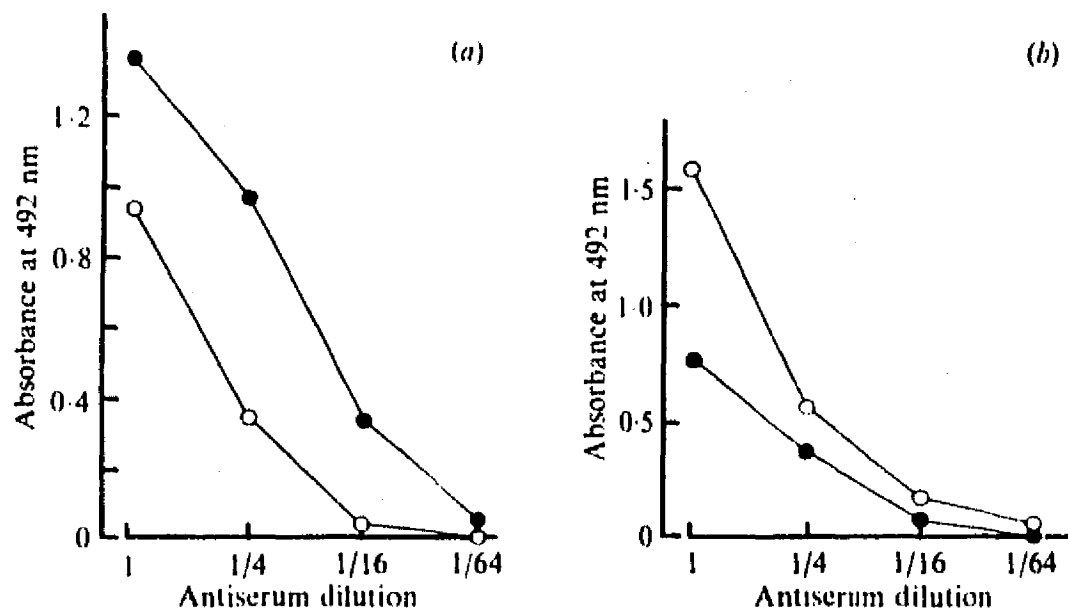 (a)
Absorbance at 492 nm
1·2
0·8
0·4
0
1
1/4
1/16
1/64
Antiserum dilution
(b)
Absorbance at 492 nm
1·5
1·0
0·5
0
1
1/4
1/16
1/64
Antiserum dilution